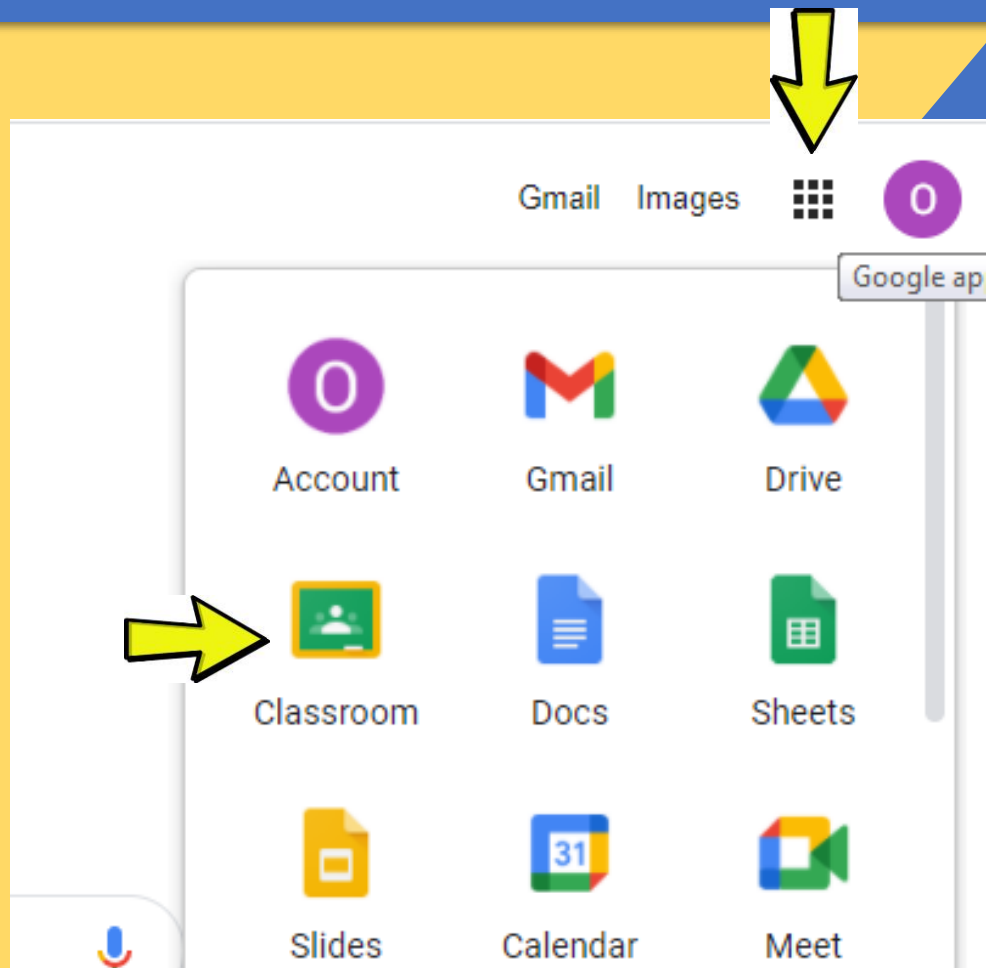 Gmail Images O
Google ap
O
Account Gmail Drive
Classroom Docs Sheets
31
Slides Calendar Meet